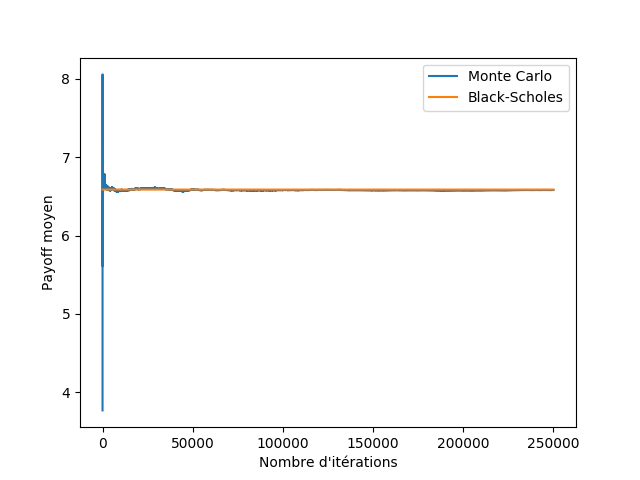 Monte Carlo
Black-Scholes
8
7
6
5
4
Payoff moyen
0 50000 100000 150000 200000 250000
Nombre d'itérations